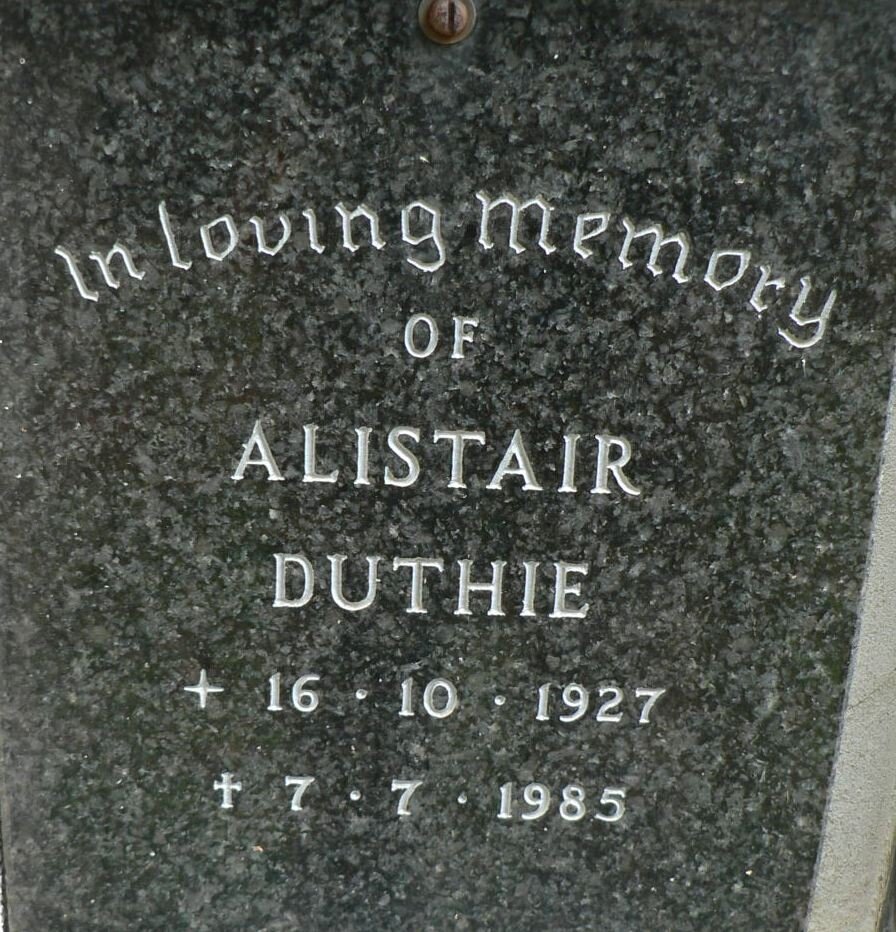 In loving memory
OF
ALISTAIR
DUTHIE
+ 16 · 10 · 1927
† 7 · 7 · 1985